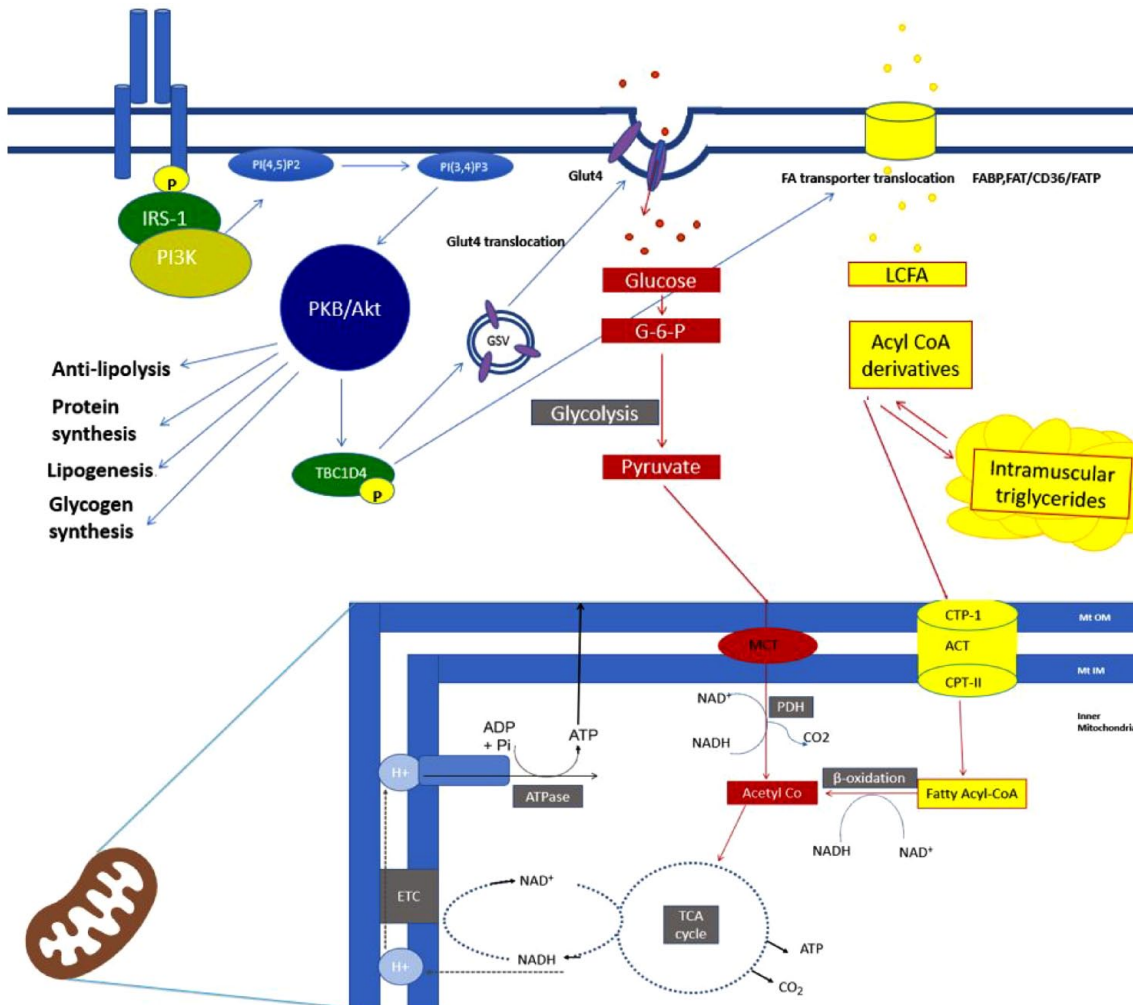 P
IRS-1
PI3K
PI(4,5)P2
PI(3,4)P3
PKB/Akt
Anti-lipolysis
Protein
synthesis
Lipogenesis
Glycogen
synthesis
TBC1D4
P
Glut4 translocation
GSV
Glut4
Glucose
G-6-P
Glycolysis
Pyruvate
FA transporter translocation
FABP,FAT/CD36/FATP
LCFA
Acyl CoA
derivatives
Intramuscular
triglycerides
CTP-1
ACT
CPT-II
Mt OM
Mt IM
Inner
Mitochondria
MCT
NAD+
PDH
NADH
CO2
ADP
+ Pi
ATP
H+
ATPase
Acetyl Co
β-oxidation
Fatty Acyl-CoA
NADH
NAD+
ETC
NAD+
NADH
H+
TCA
cycle
ATP
CO2